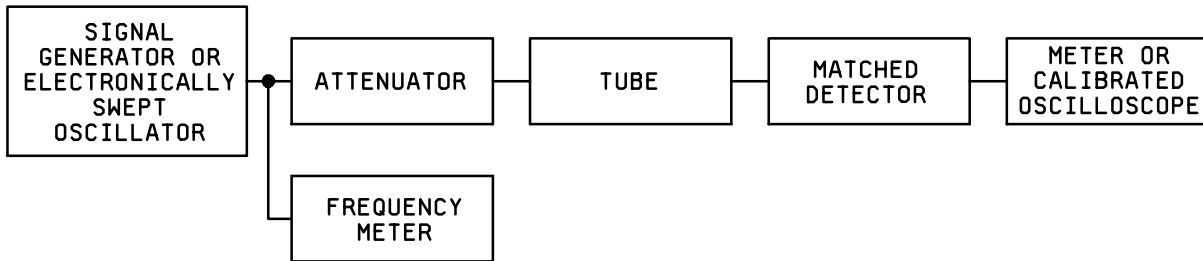 SIGNAL
GENERATOR OR
ELECTRONICALLY
SWEPT
OSCILLATOR
ATTENUATOR
TUBE
MATCHED
DETECTOR
METER OR
CALIBRATED
OSCILLOSCOPE
FREQUENCY
METER